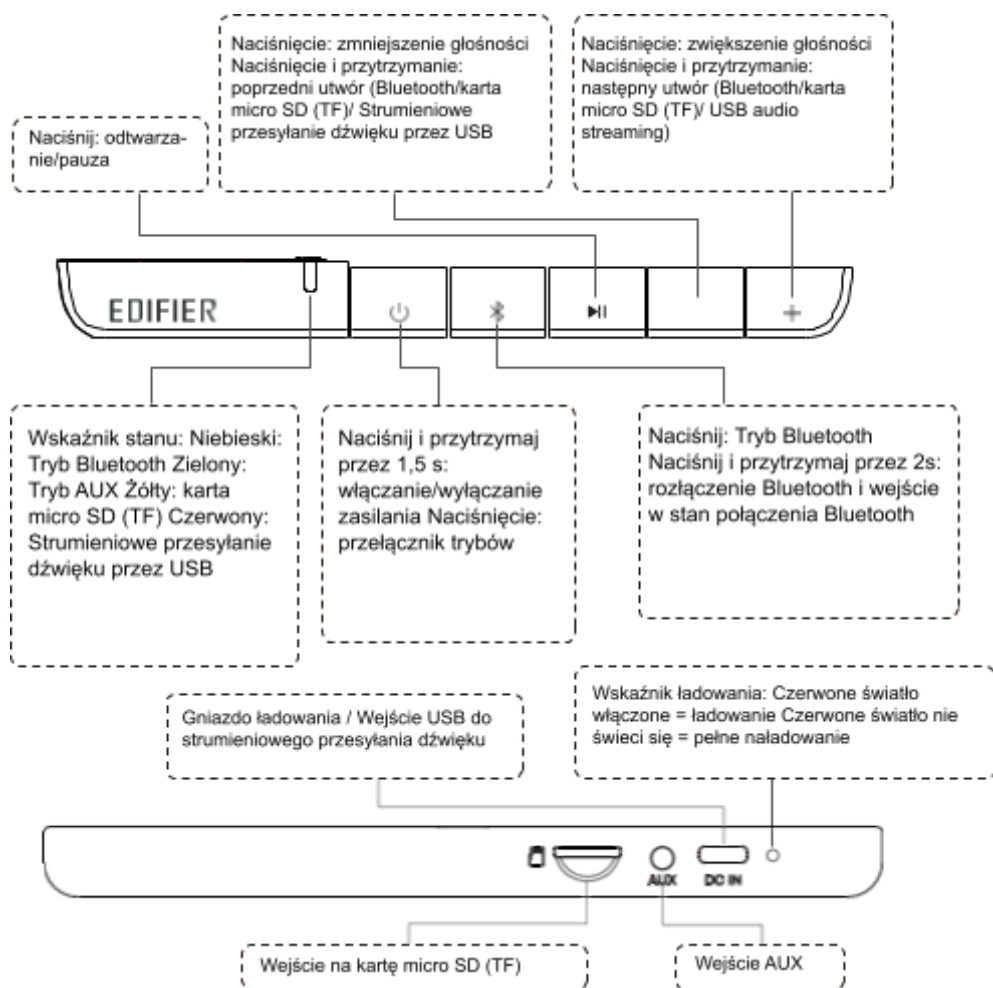 Naciśnięcie: zmniejszenie głośności
Naciśnięcie i przytrzymanie:
poprzedni utwór (Bluetooth/karta
micro SD (TF)/ Strumieniowe
przesyłanie dźwięku przez USB
Naciśnięcie: zwiększenie głośności
Naciśnięcie i przytrzymanie:
następny utwór (Bluetooth/karta
micro SD (TF)/ USB audio
streaming)
Naciśnij: odtwarza-
nie/pauza
EDIFIER
Wskaźnik stanu: Niebieski:
Tryb Bluetooth Zielony:
Tryb AUX Żółty: karta
micro SD (TF) Czerwony:
Strumieniowe przesyłanie
dźwięku przez USB
Naciśnij i przytrzymaj
przez 1,5 s:
włączanie/wyłączanie
zasilania Naciśnięcie:
przełącznik trybów
Naciśnij: Tryb Bluetooth
Naciśnij i przytrzymaj przez 2s:
rozłączenie Bluetooth i wejście
w stan połączenia Bluetooth
Gniazdo ładowania / Wejście USB do
strumieniowego przesyłania dźwięku
Wskaźnik ładowania: Czerwone światło
włączone = ładowanie Czerwone światło nie
świeci się = pełne naładowanie
AUX DC IN
Wejście na kartę micro SD (TF)
Wejście AUX